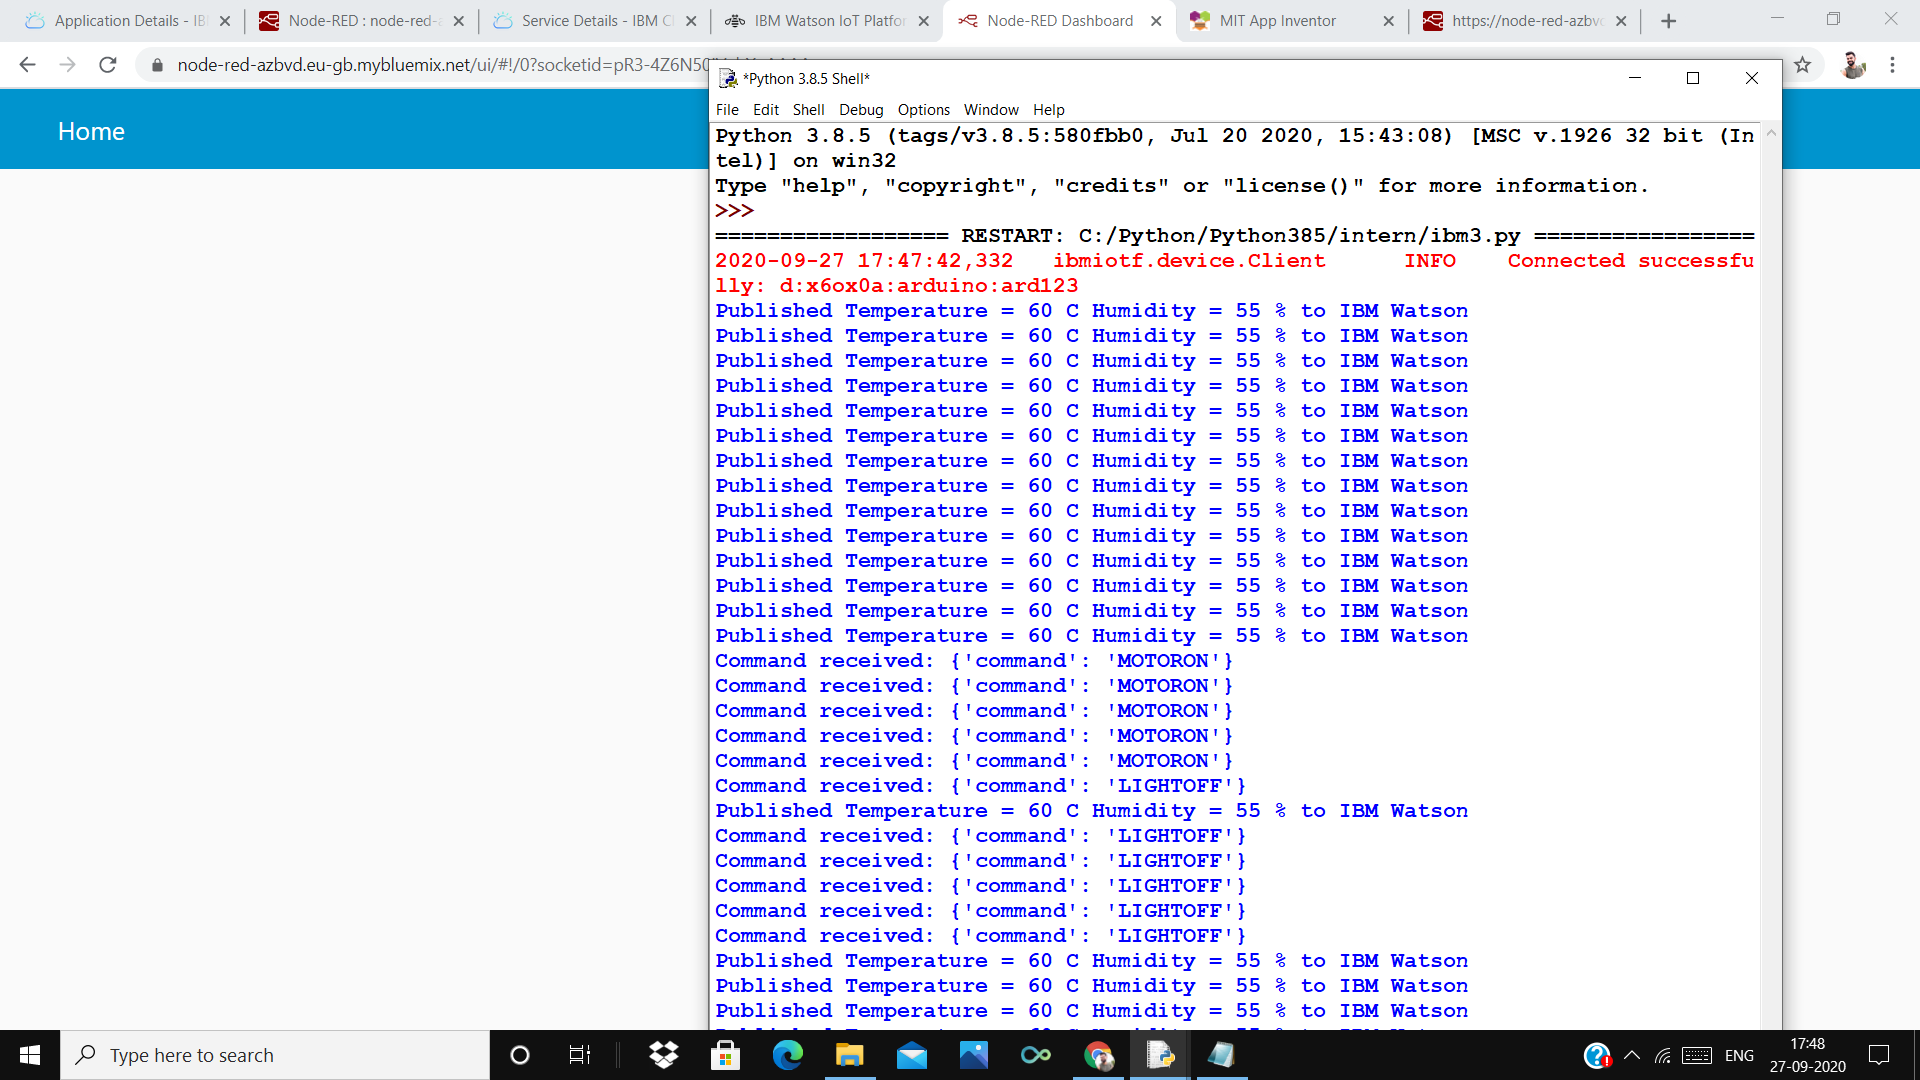 Application Details - IB
Node-RED : node-red-a
Service Details - IBM Cl
IBM Watson IoT Platfor
Node-RED Dashboard
MIT App Inventor
https://node-red-azbvd
node-red-azbvd.eu-gb.mybluemix.net/ui/#!/0?socketid=pR3-4Z6N50
Home
*Python 3.8.5 Shell*
File Edit Shell Debug Options Window Help
Python 3.8.5 (tags/v3.8.5:580fbb0, Jul 20 2020, 15:43:08) [MSC v.1926 32 bit (In
tel)] on win32
Type "help", "copyright", "credits" or "license()" for more information.
>>>
================== RESTART: C:/Python/Python385/intern/ibm3.py =================
2020-09-27 17:47:42,332   ibmiotf.device.Client      INFO    Connected successfu
lly: d:x6ox0a:arduino:ard123
Published Temperature = 60 C Humidity = 55 % to IBM Watson
Published Temperature = 60 C Humidity = 55 % to IBM Watson
Published Temperature = 60 C Humidity = 55 % to IBM Watson
Published Temperature = 60 C Humidity = 55 % to IBM Watson
Published Temperature = 60 C Humidity = 55 % to IBM Watson
Published Temperature = 60 C Humidity = 55 % to IBM Watson
Published Temperature = 60 C Humidity = 55 % to IBM Watson
Published Temperature = 60 C Humidity = 55 % to IBM Watson
Published Temperature = 60 C Humidity = 55 % to IBM Watson
Published Temperature = 60 C Humidity = 55 % to IBM Watson
Published Temperature = 60 C Humidity = 55 % to IBM Watson
Published Temperature = 60 C Humidity = 55 % to IBM Watson
Published Temperature = 60 C Humidity = 55 % to IBM Watson
Published Temperature = 60 C Humidity = 55 % to IBM Watson
Command received: {'command': 'MOTORON'}
Command received: {'command': 'MOTORON'}
Command received: {'command': 'MOTORON'}
Command received: {'command': 'MOTORON'}
Command received: {'command': 'MOTORON'}
Command received: {'command': 'LIGHTOFF'}
Published Temperature = 60 C Humidity = 55 % to IBM Watson
Command received: {'command': 'LIGHTOFF'}
Command received: {'command': 'LIGHTOFF'}
Command received: {'command': 'LIGHTOFF'}
Command received: {'command': 'LIGHTOFF'}
Command received: {'command': 'LIGHTOFF'}
Published Temperature = 60 C Humidity = 55 % to IBM Watson
Published Temperature = 60 C Humidity = 55 % to IBM Watson
Published Temperature = 60 C Humidity = 55 % to IBM Watson
Type here to search
ENG
17:48
27-09-2020